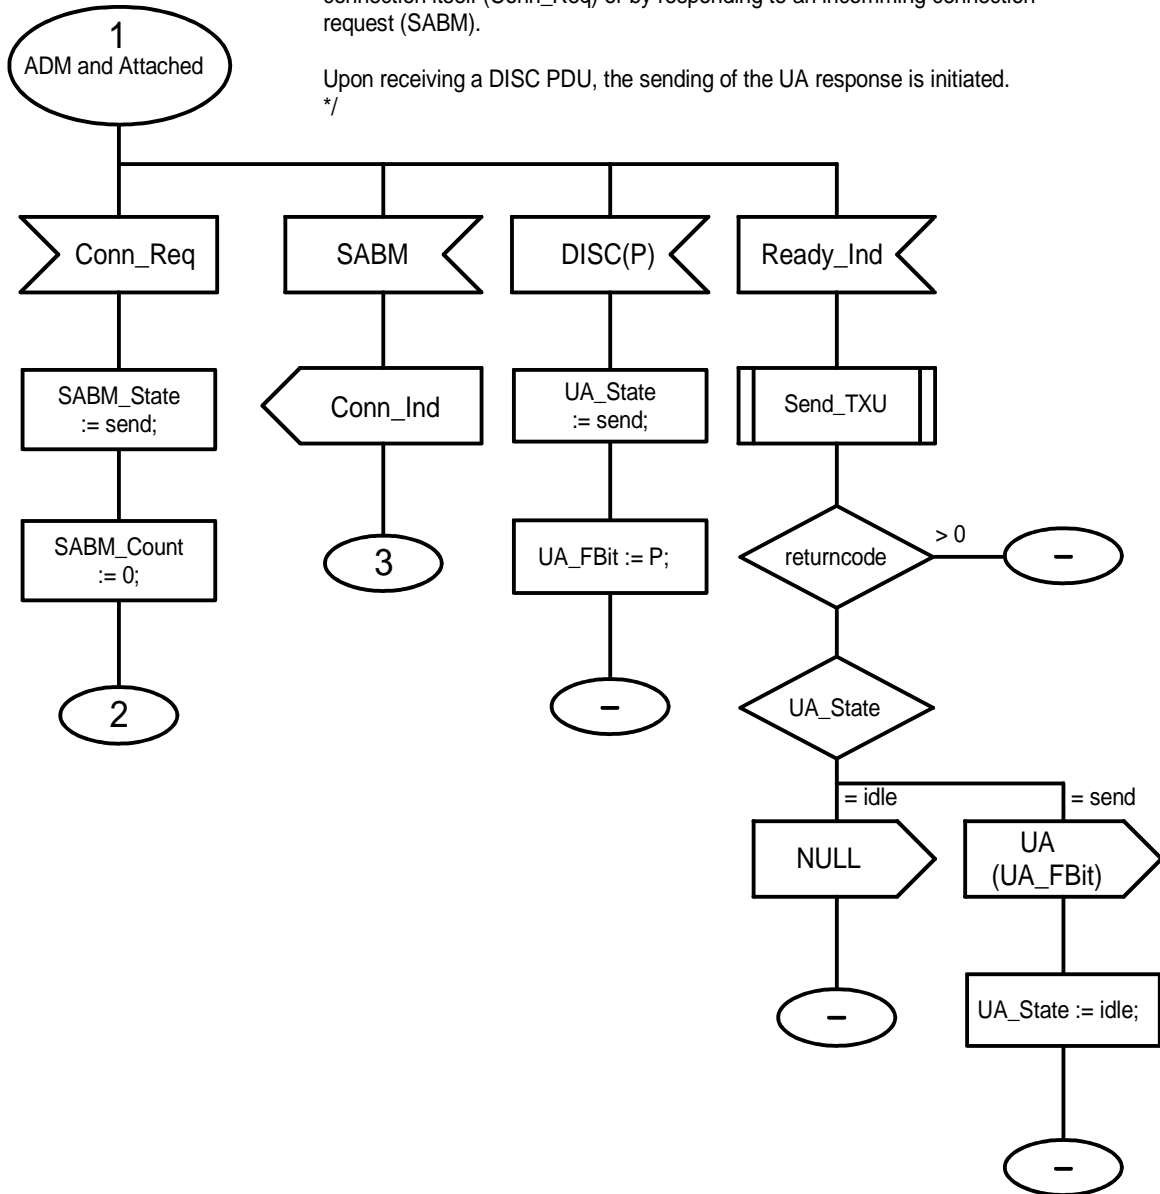 connection itself (Conn_Req) or by responding to an incomming connection
request (SABM).
Upon receiving a DISC PDU, the sending of the UA response is initiated.
*/
1
ADM and Attached
Conn_Req
SABM
DISC(P)
Ready_Ind
SABM_State
:= send;
Conn_Ind
UA_State
:= send;
Send_TXU
SABM_Count
:= 0;
3
UA_FBit := P;
returncode
> 0
–
2
–
UA_State
= idle
= send
NULL
UA
(UA_FBit)
–
UA_State := idle;
–